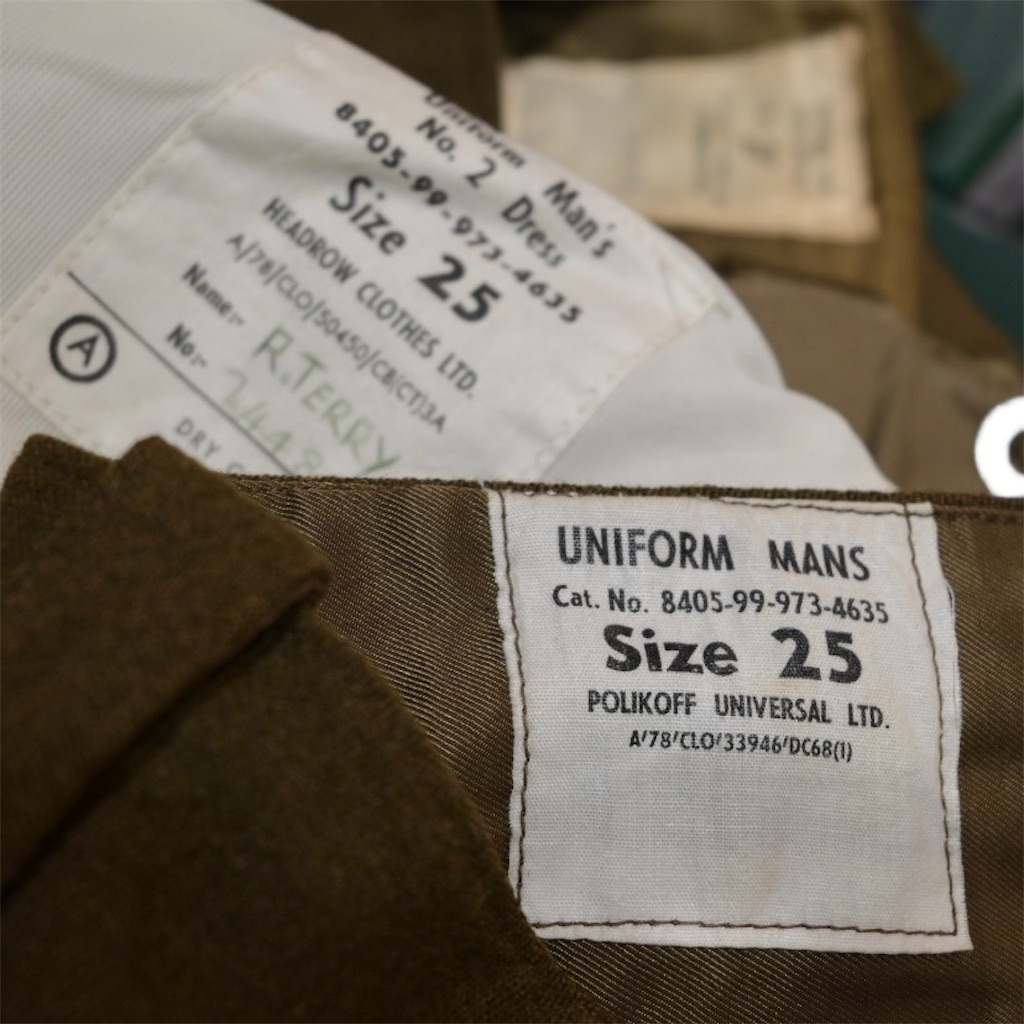 Uniform Man's
No. 2 Dress
8405-99-973-4635
Size 25
HEADROW CLOTHES LTD.
A/78/CLO/50450/CB(CT)3A
Name:- R.TERRY
No:-
A
DRY
UNIFORM MANS
Cat. No. 8405-99-973-4635
Size 25
POLIKOFF UNIVERSAL LTD.
A/78/CLO/33946/DC68(1)